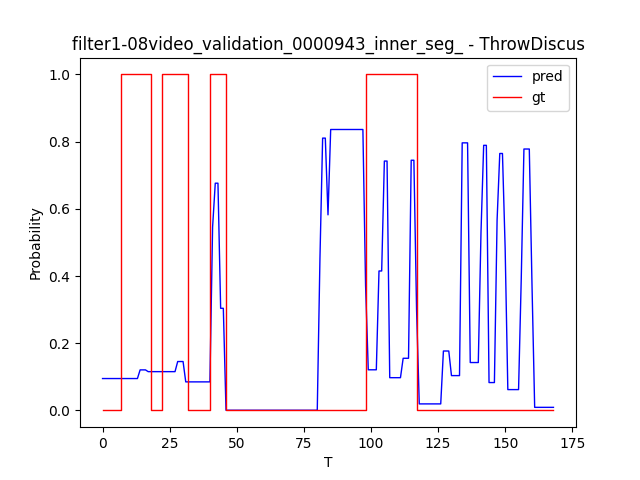 filter1-08video_validation_0000943_inner_seg_ - ThrowDiscus
pred
gt
1.0
0.8
0.6
0.4
0.2
0.0
Probability
0 25 50 75 100 125 150 175
T